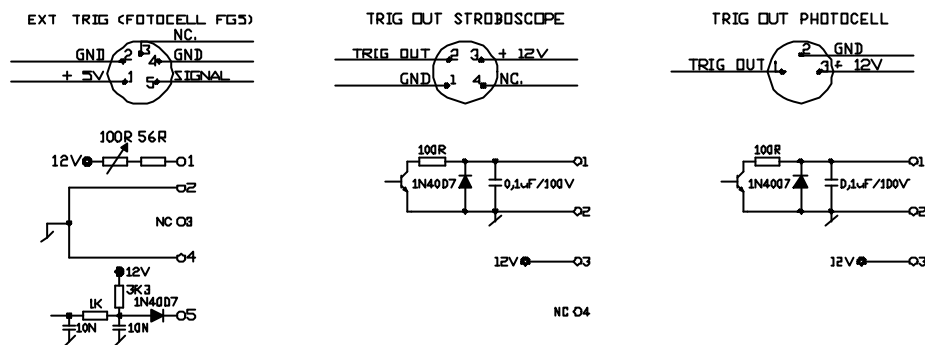 EXT TRIG (FOTOCELL FG5)
NC.
GND 2 3 4 GND
+ 5V 1 5 SIGNAL
100R 56R
12V 1
2
NC 3
4
12V
3K3
1K 1N4007 5
10N 10N
TRIG OUT STROBOSCOPE
TRIG OUT 2 3 + 12V
GND 1 4 NC.
100R
1
1N4007 0,1uF/100V
2
12V 3
NC 4
TRIG OUT PHOTOCELL
2 GND
TRIG OUT 1 3 + 12V
100R
1
1N4007 0,1uF/100V
2
12V 3